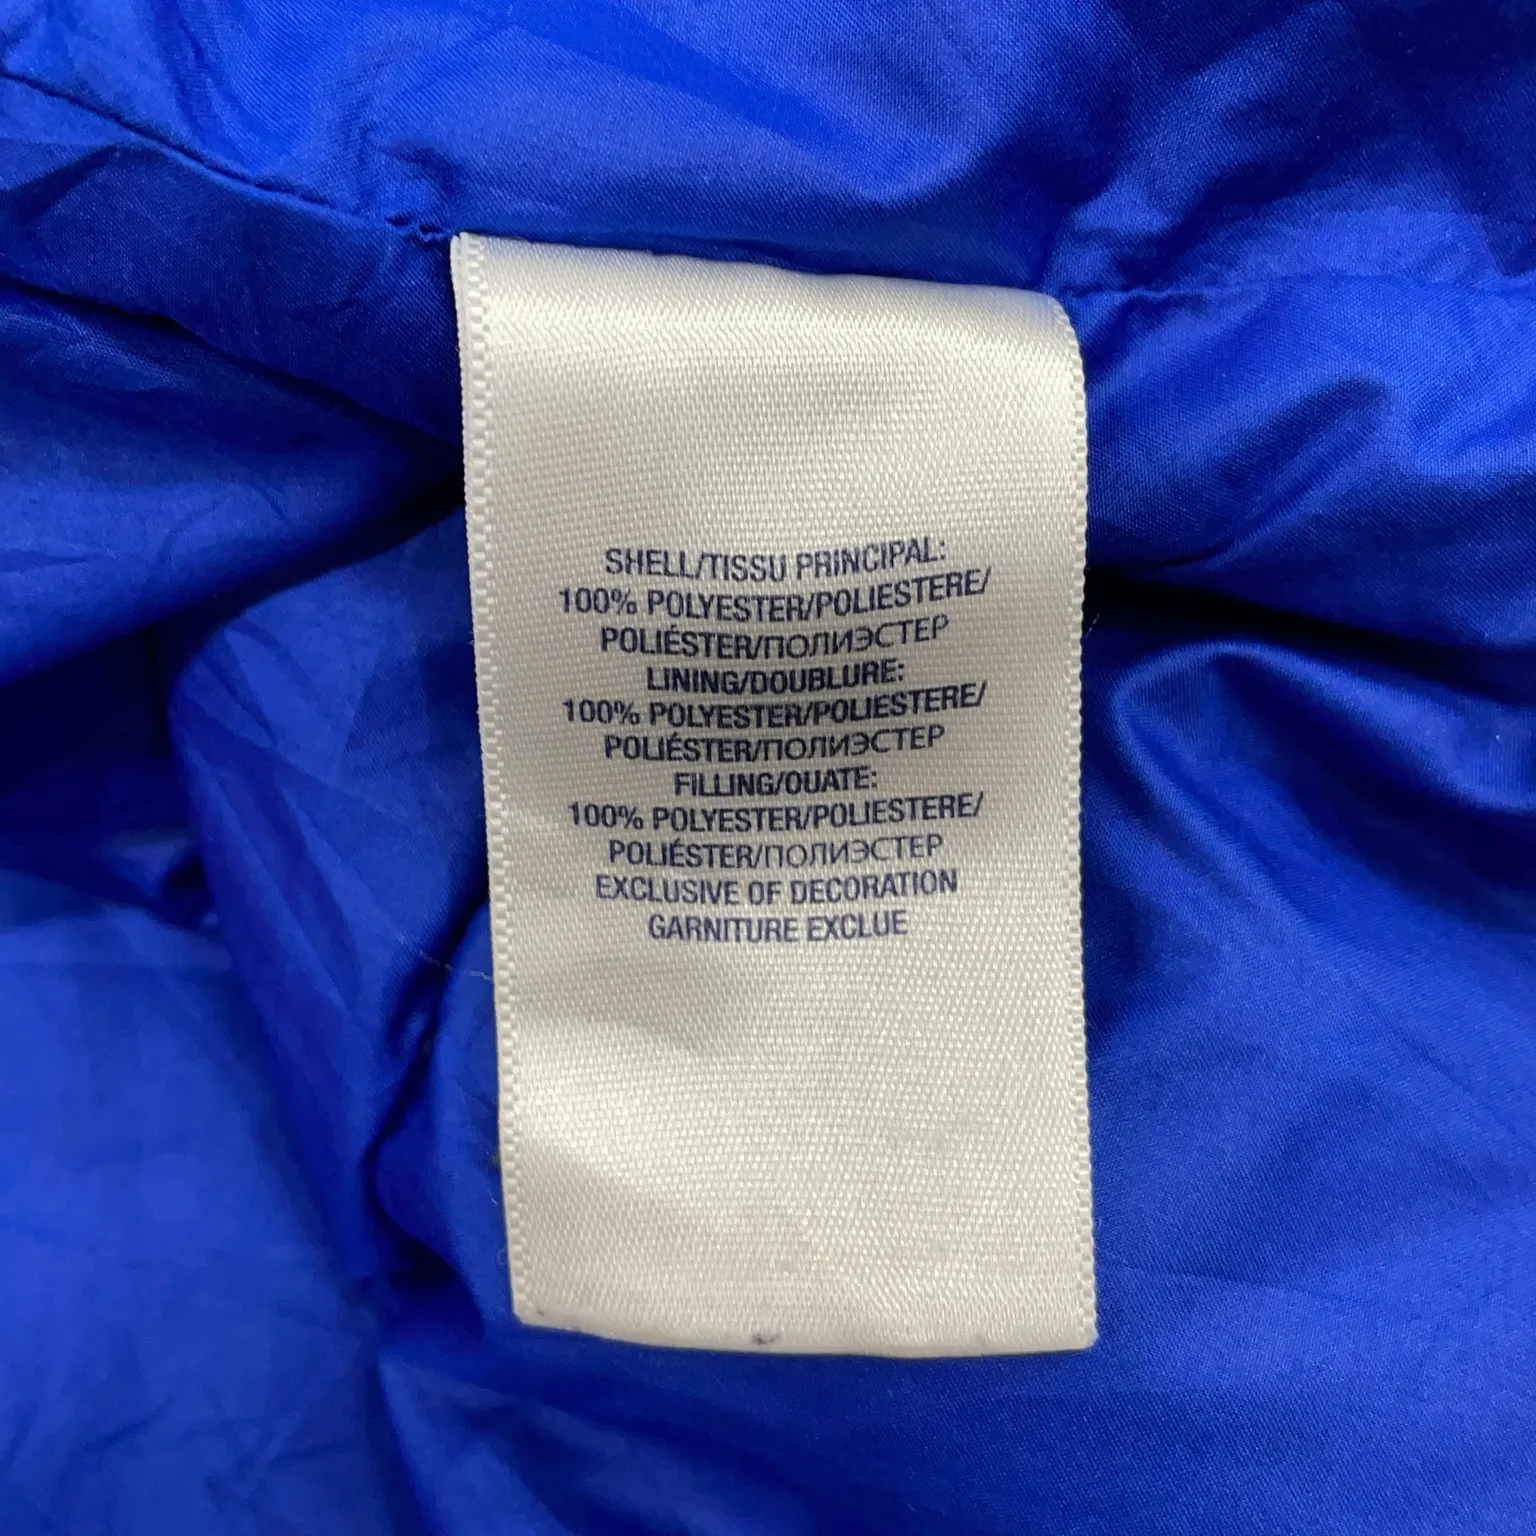 SHELL/TISSU PRINCIPAL:
100% POLYESTER/POLIESTERE/
POLIÉSTER/ПОЛИЭСТЕР
LINING/DOUBLURE:
100% POLYESTER/POLIESTERE/
POLIÉSTER/ПОЛИЭСТЕР
FILLING/OUATE:
100% POLYESTER/POLIESTERE/
POLIÉSTER/ПОЛИЭСТЕР
EXCLUSIVE OF DECORATION
GARNITURE EXCLUE